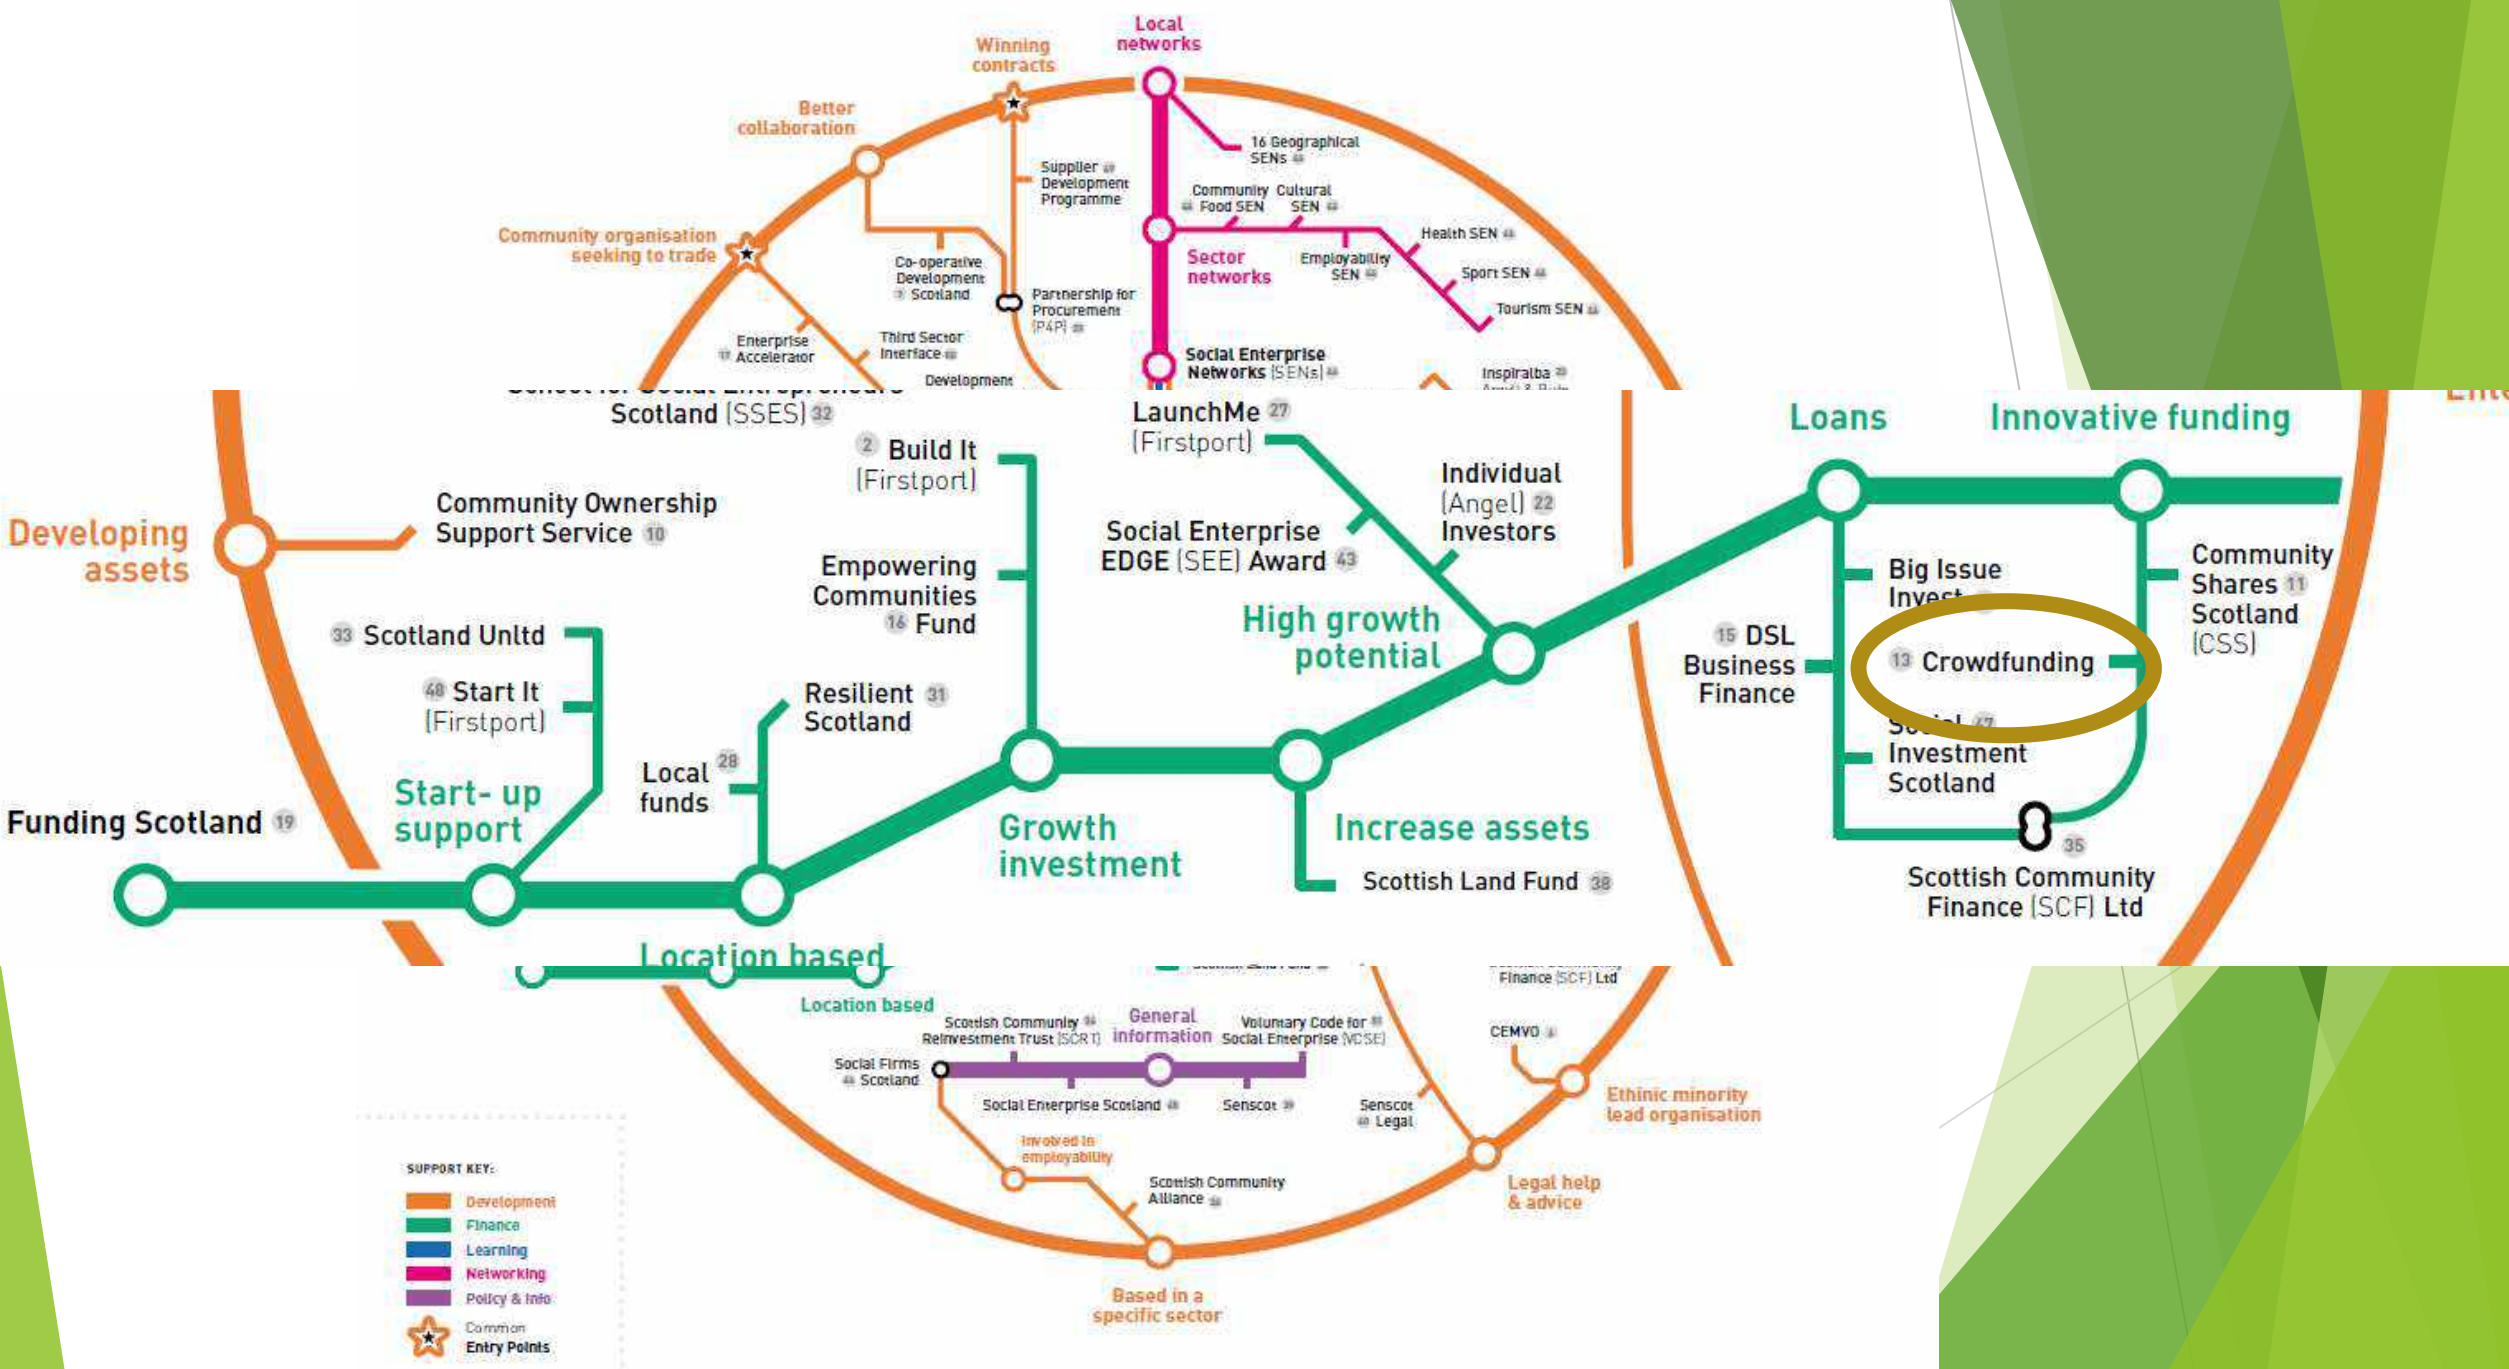 Local
networks
Winning
contracts
Better
collaboration
16 Geographical
SENs
Supplier
Development
Programme
Community
Food SEN
Cultural
SEN
Health SEN
Community organisation
seeking to trade
Sector
networks
Employability
SEN
Sport SEN
Co-operative
Development
Scotland
Partnership for
Procurement
(P4P)
Tourism SEN
Enterprise
Accelerator
Third Sector
Interface
Social Enterprise
Networks (SENs)
Development
Inspiralba
Scotland (SSES) 32
LaunchMe 27
(Firstport)
Loans
Innovative funding
2 Build It
(Firstport)
Individual
(Angel) 22
Investors
Community Ownership
Support Service 10
Developing
assets
Social Enterprise
EDGE (SEE) Award 43
Empowering
Communities
16 Fund
Big Issue
Invest
Community
Shares 11
Scotland
(CSS)
High growth
potential
33 Scotland Unltd
15 DSL
Business
Finance
13 Crowdfunding
48 Start It
(Firstport)
Resilient 31
Scotland
Social 47
Investment
Scotland
Local 28
funds
Start- up
support
Funding Scotland 19
Growth
investment
Increase assets
35
Scottish Community
Finance (SCF) Ltd
Scottish Land Fund 38
Location based
Finance (SCF) Ltd
Location based
Scottish Community
Reinvestment Trust (SCRT)
General
information
Voluntary Code for
Social Enterprise (VCSE)
CEMVO
Social Firms
Scotland
Social Enterprise Scotland
Senscot
Senscot
Legal
Ethinic minority
lead organisation
Involved in
employability
Scottish Community
Alliance
Legal help
& advice
Based in a
specific sector
SUPPORT KEY:
Development
Finance
Learning
Networking
Policy & Info
Common
Entry Points